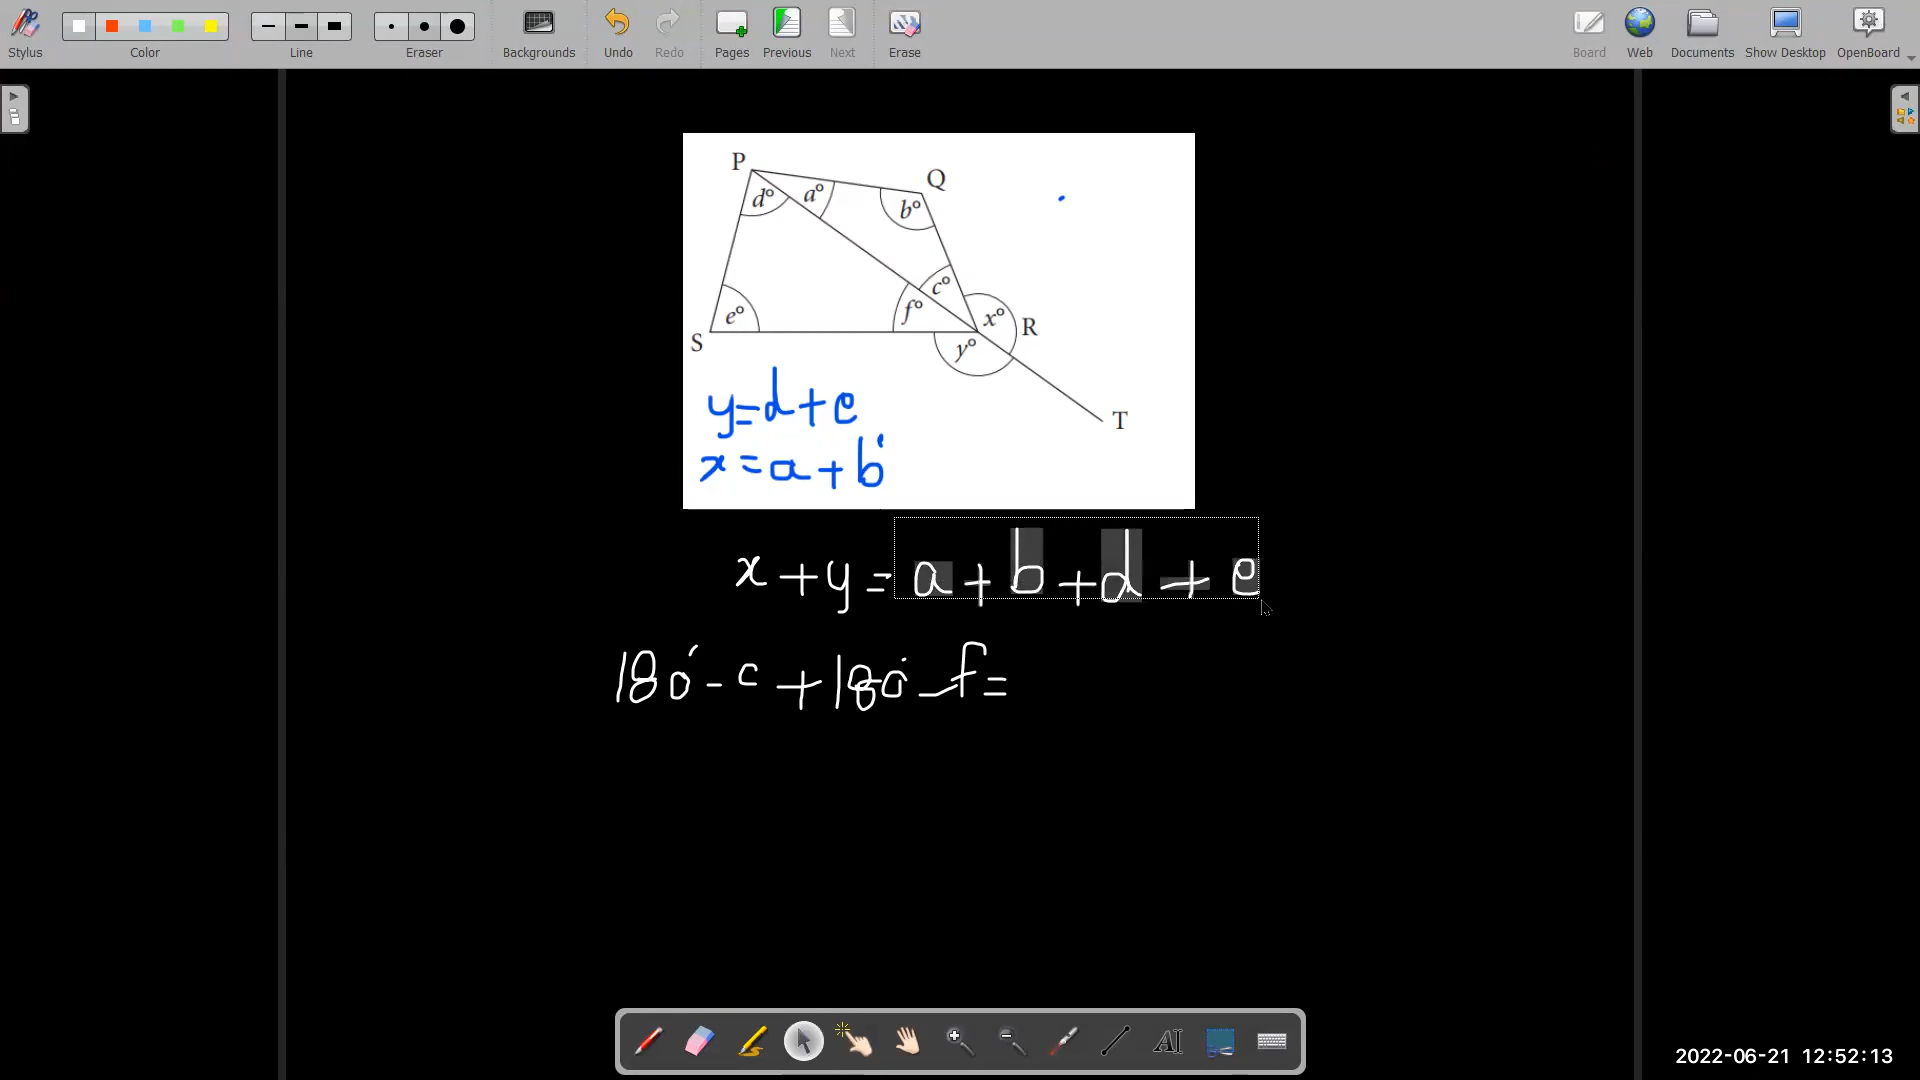 Stylus Color Line Eraser Backgrounds Undo Redo Pages Previous Next Erase Board Web Documents Show Desktop OpenBoard
P
Q
d° a° b°
c°
e° f° x° R
S
y°
T
y=d+e
x=a+b
x+y=a+b+d+e
180°-c+180°-f=
2022-06-21 12:52:13